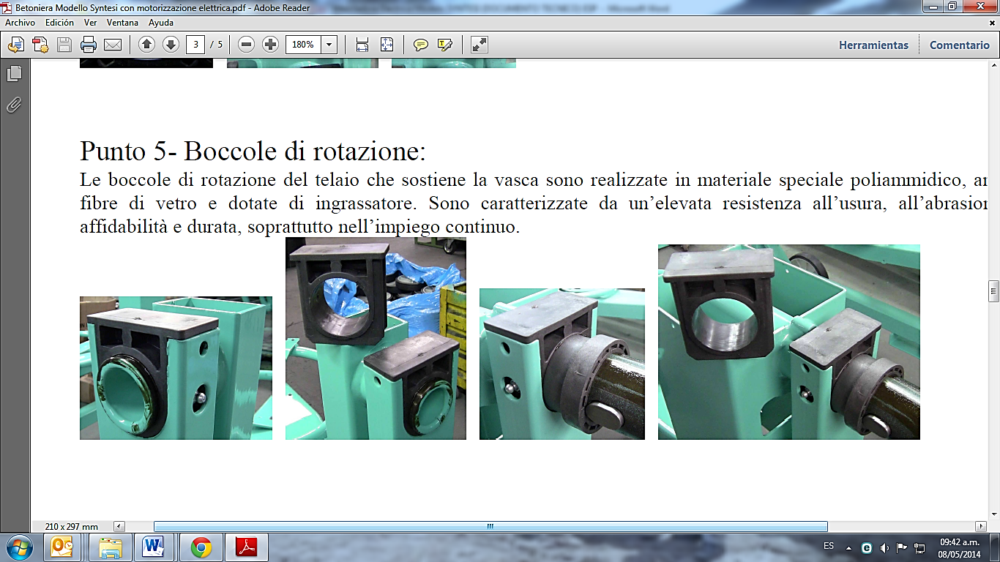 Betoniera Modello Syntesi con motorizzazione elettrica.pdf - Adobe Reader
Archivo Edición Ver Ventana Ayuda
3 / 5 180% Herramientas Comentario
Punto 5- Boccole di rotazione:
Le boccole di rotazione del telaio che sostiene la vasca sono realizzate in materiale speciale poliammidico, ar
fibre di vetro e dotate di ingrassatore. Sono caratterizzate da un’elevata resistenza all’usura, all’abrasion
affidabilità e durata, soprattutto nell’impiego continuo.
210 x 297 mm
ES 09:42 a.m.
08/05/2014